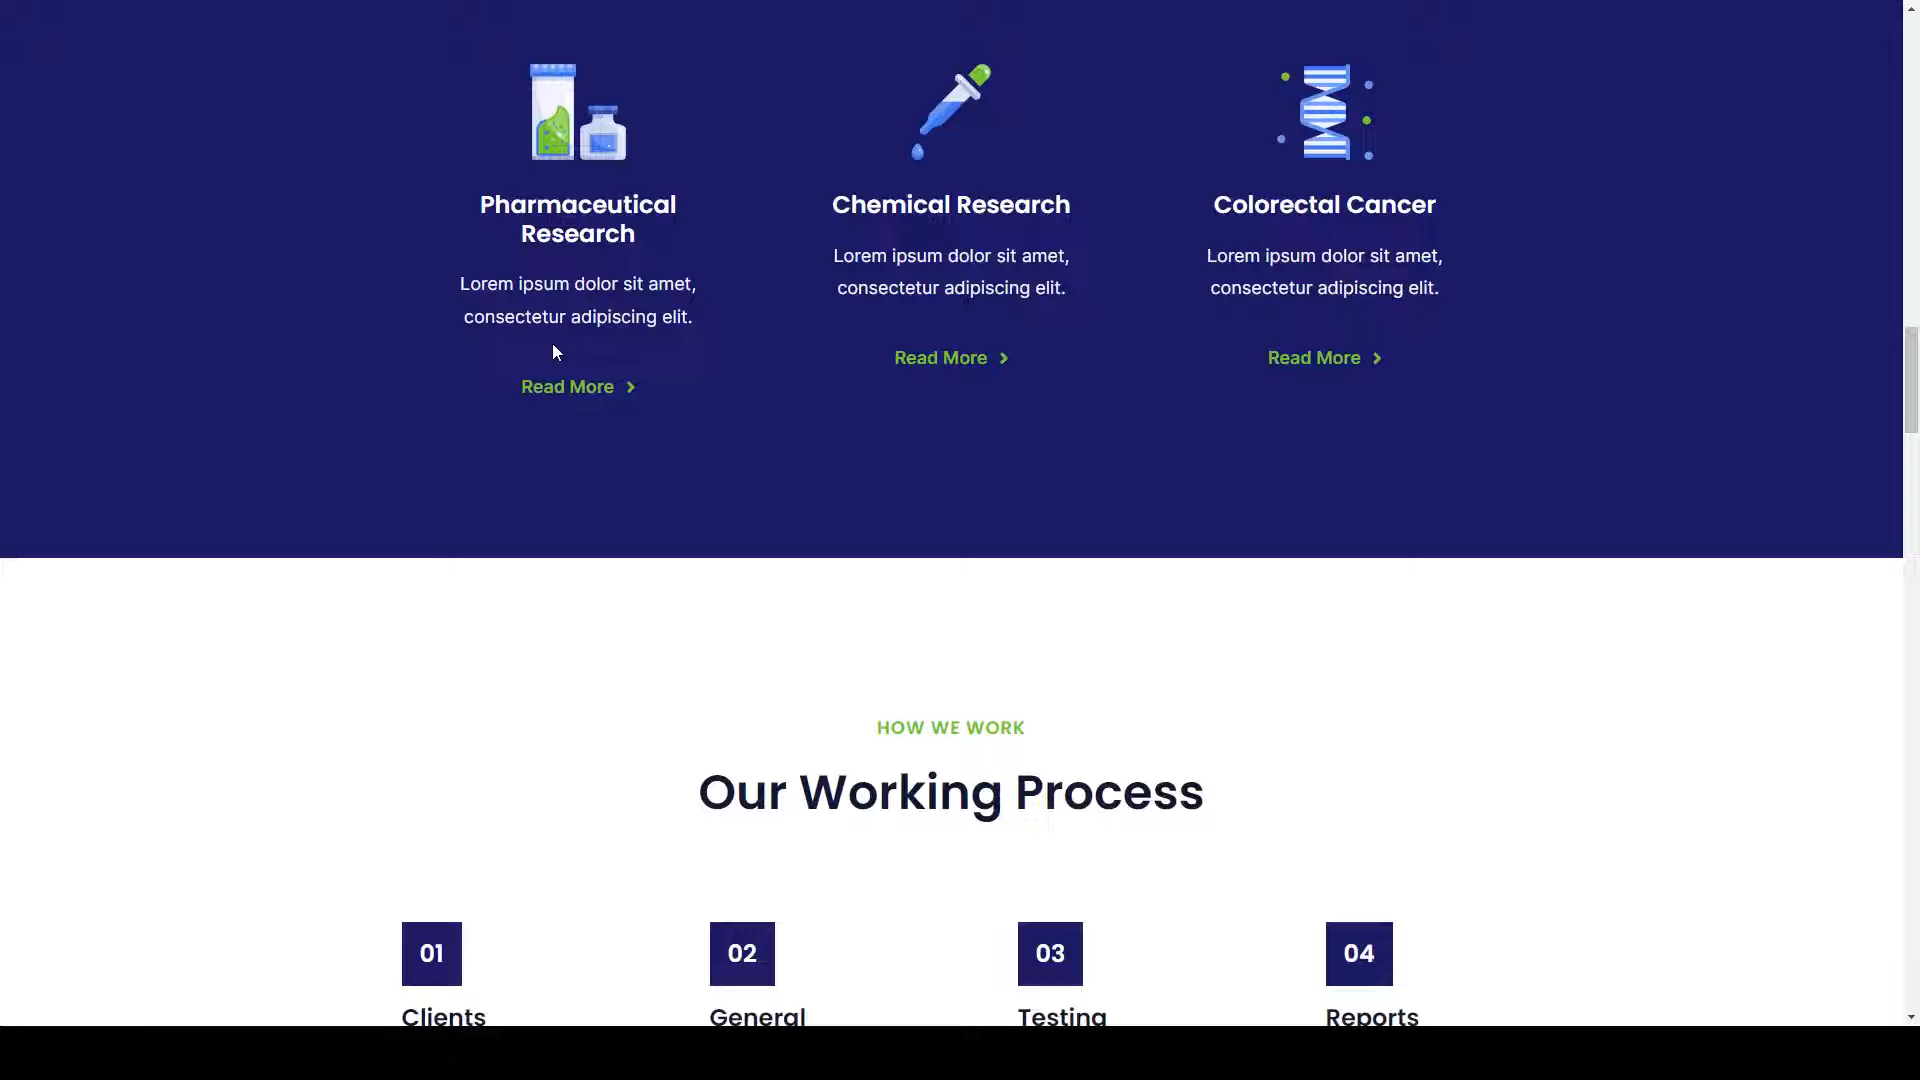 Pharmaceutical
Research
Lorem ipsum dolor sit amet,
consectetur adipiscing elit.
Read More
Chemical Research
Lorem ipsum dolor sit amet,
consectetur adipiscing elit.
Read More
Colorectal Cancer
Lorem ipsum dolor sit amet,
consectetur adipiscing elit.
Read More
HOW WE WORK
Our Working Process
01
Clients
02
General
03
Testing
04
Reports